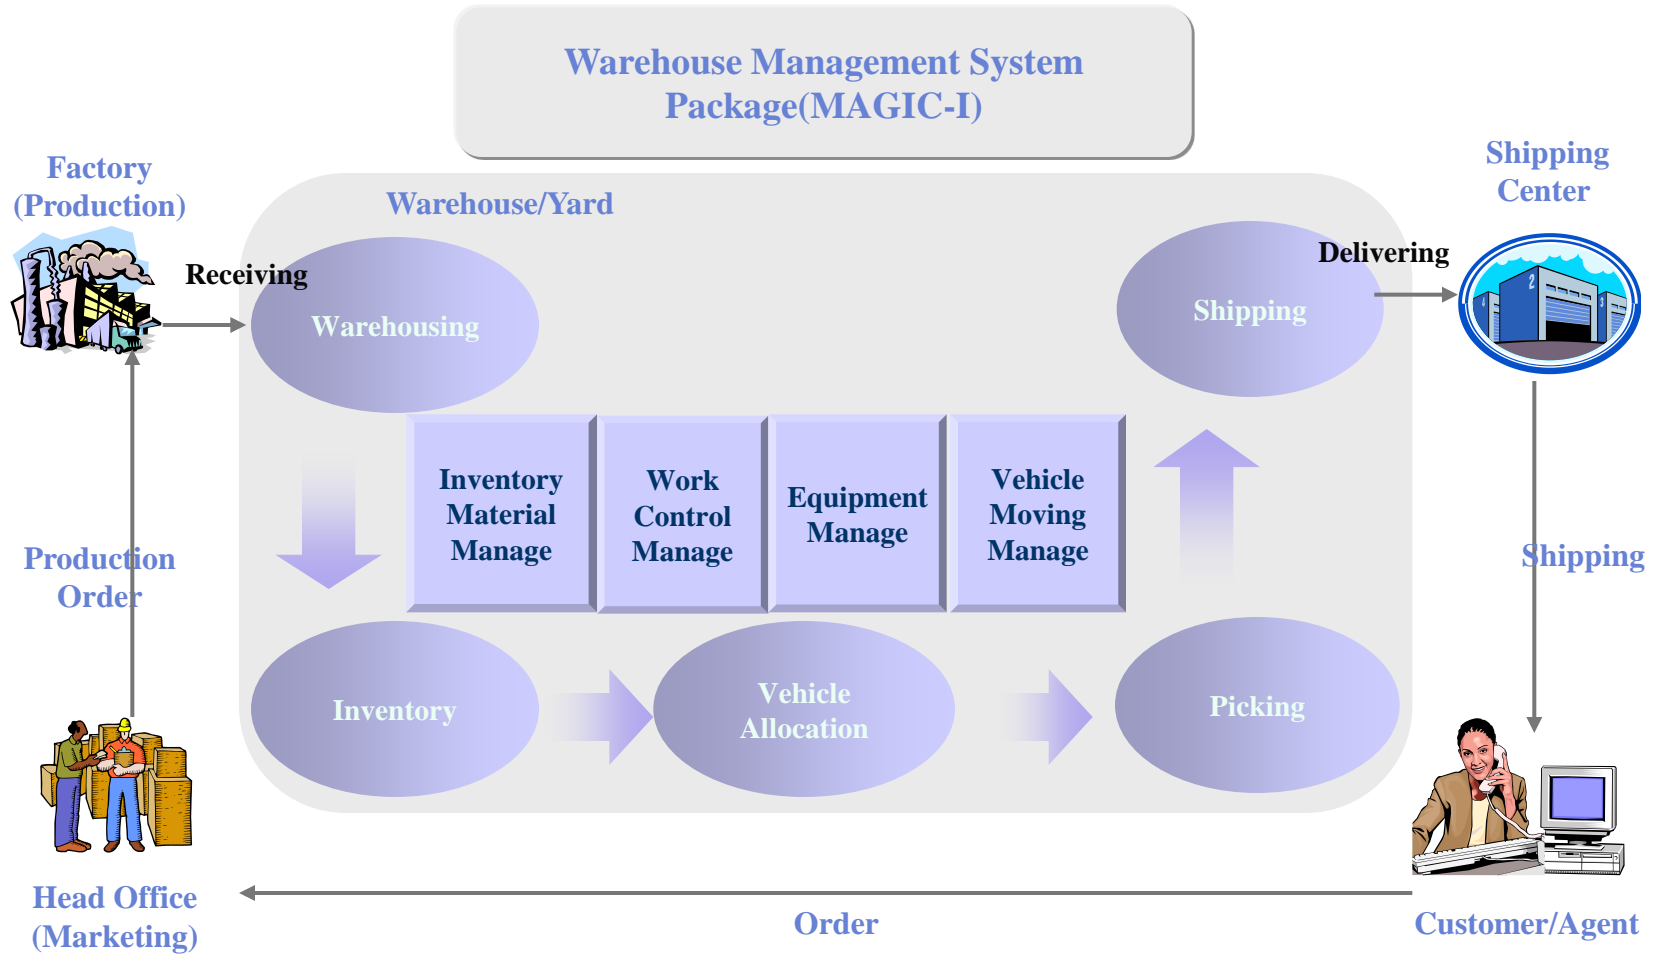 Warehouse Management System
Package(MAGIC-I)
Factory
(Production)
Shipping
Center
Warehouse/Yard
Receiving
Delivering
Warehousing
Shipping
Inventory
Material
Manage
Work
Control
Manage
Equipment
Manage
Vehicle
Moving
Manage
Production
Order
Shipping
Inventory
Vehicle
Allocation
Picking
Head Office
(Marketing)
Order
Customer/Agent
2
3